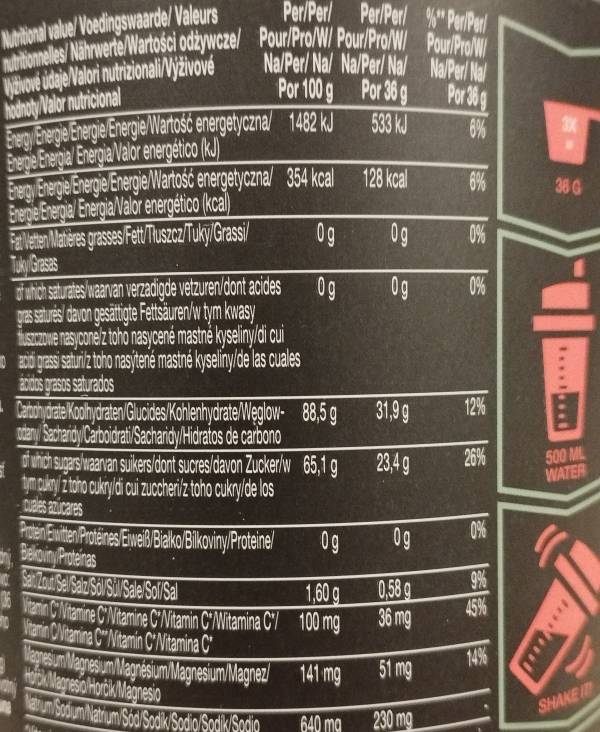 Nutritional value/ Voedingswaarde/ Valeurs Per/Per/ Per/Per/ %** Per/Per/
nutritionnelles/ Nährwerte/Wartości odżywcze/ Pour/Pro/W/ Pour/Pro/W/ Pour/Pro/W/
Výživové údaje/Valori nutrizionali/Výživové Na/Per/ Na/ Na/Per/ Na/ Na/Per/ Na/
hodnoty/Valor nutricional Por 100 g Por 36 g Por 36 g
Energy/Energie/Energie/Energie/Wartość energetyczna/ 1482 kJ 533 kJ 6%
Energie/Energia/ Energia/Valor energético (kJ)
Energy/Energie/Energie/Energie/Wartość energetyczna/ 354 kcal 128 kcal 6%
Energie/Energia/ Energia/Valor energético (kcal)
Fat/Vetten/Matières grasses/Fett/Tłuszcz/Tuky/Grassi/ 0 g 0 g 0%
Tuky/Grasas
of which saturates/waarvan verzadigde vetzuren/dont acides 0 g 0 g 0%
gras saturés/ davon gesättigte Fettsäuren/w tym kwasy
tłuszczowe nasycone/z toho nasycené mastné kyseliny/di cui
acidi grassi saturi/z toho nasýtené mastné kyseliny/de las cuales
ácidos grasos saturados
Carbohydrate/Koolhydraten/Glucides/Kohlenhydrate/Węglow- 88,5 g 31,9 g 12%
odany/ Sacharidy/Carboidrati/Sacharidy/Hidratos de carbono
of which sugars/waarvan suikers/dont sucres/davon Zucker/w 65,1 g 23,4 g 26%
tym cukry/ z toho cukry/di cui zuccheri/z toho cukry/de los
cuales azúcares
Protein/Eiwitten/Protéines/Eiweiß/Białko/Bílkoviny/Proteine/ 0 g 0 g 0%
Bielkoviny/Proteínas
Salt/Zout/Sel/Salz/Sól/Sůl/Sale/Soľ/Sal 1,60 g 0,58 g 9%
Vitamin C*/Vitamine C*/Vitamine C*/Vitamin C*/Witamina C*/ 100 mg 36 mg 45%
Vitamin C*/Vitamina C*/Vitamín C*/Vitamina C*
Magnesium/Magnesium/Magnésium/Magnesium/Magnez/ 141 mg 51 mg 14%
Hořčík/Magnesio/Horčík/Magnesio
Natrium/Sodium/Natrium/Sód/Sodík/Sodio/Sodík/Sodio 640 mg 230 mg
3X
36 G
500 ML
WATER
SHAKE IT!